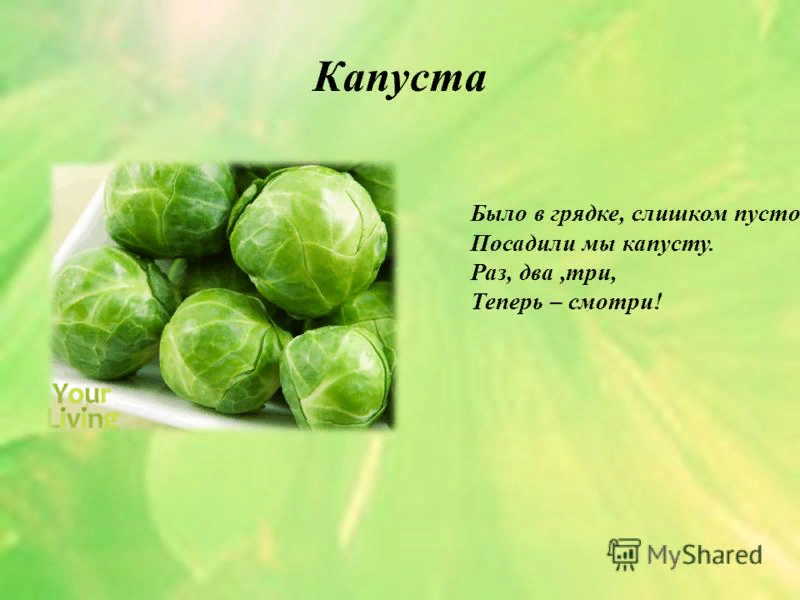 Капуста
Было в грядке, слишком пусто
Посадили мы капусту.
Раз, два ,три,
Теперь – смотри!
Your
Living
MyShared